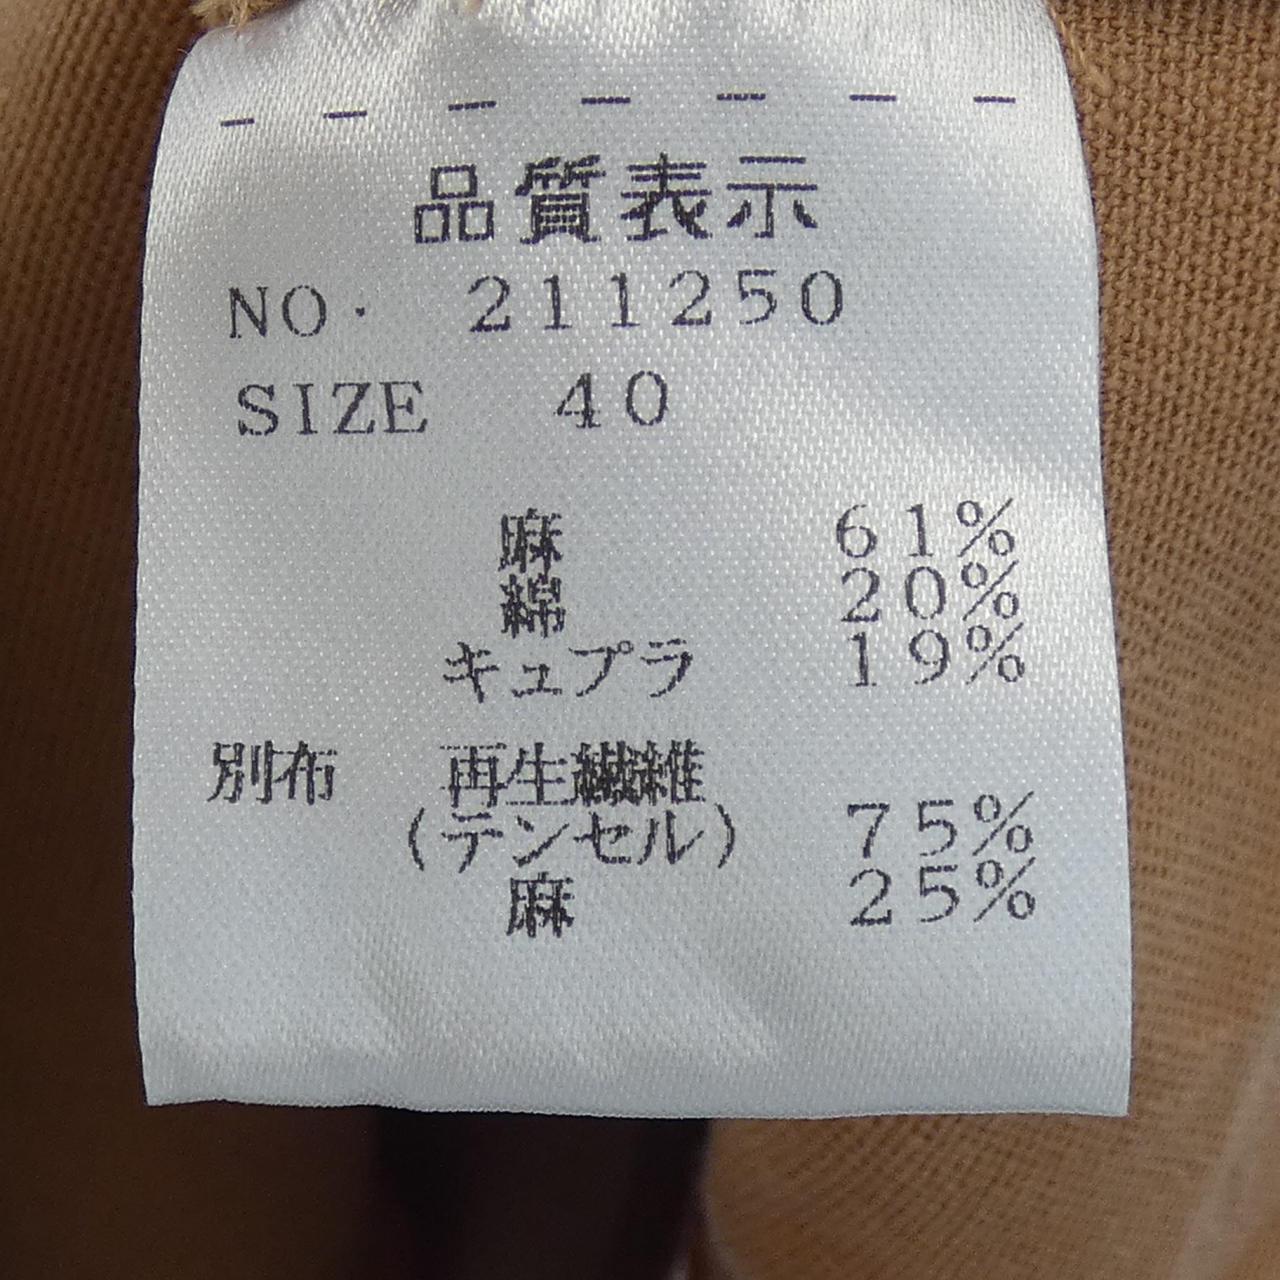 品質表示
NO. 211250
SIZE 40
麻 61%
綿 20%
キュプラ 19%
別布 再生繊維
(テンセル) 75%
麻 25%